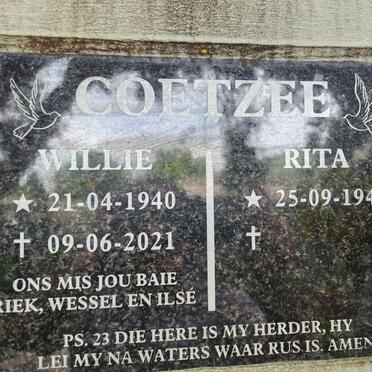 COETZEE
WILLIE
★ 21-04-1940
✝ 09-06-2021
ONS MIS JOU BAIE
RIEK, WESSEL EN ILSÉ
RITA
★ 25-09-194
✝
PS. 23 DIE HERE IS MY HERDER, HY
LEI MY NA WATERS WAAR RUS IS. AMEN